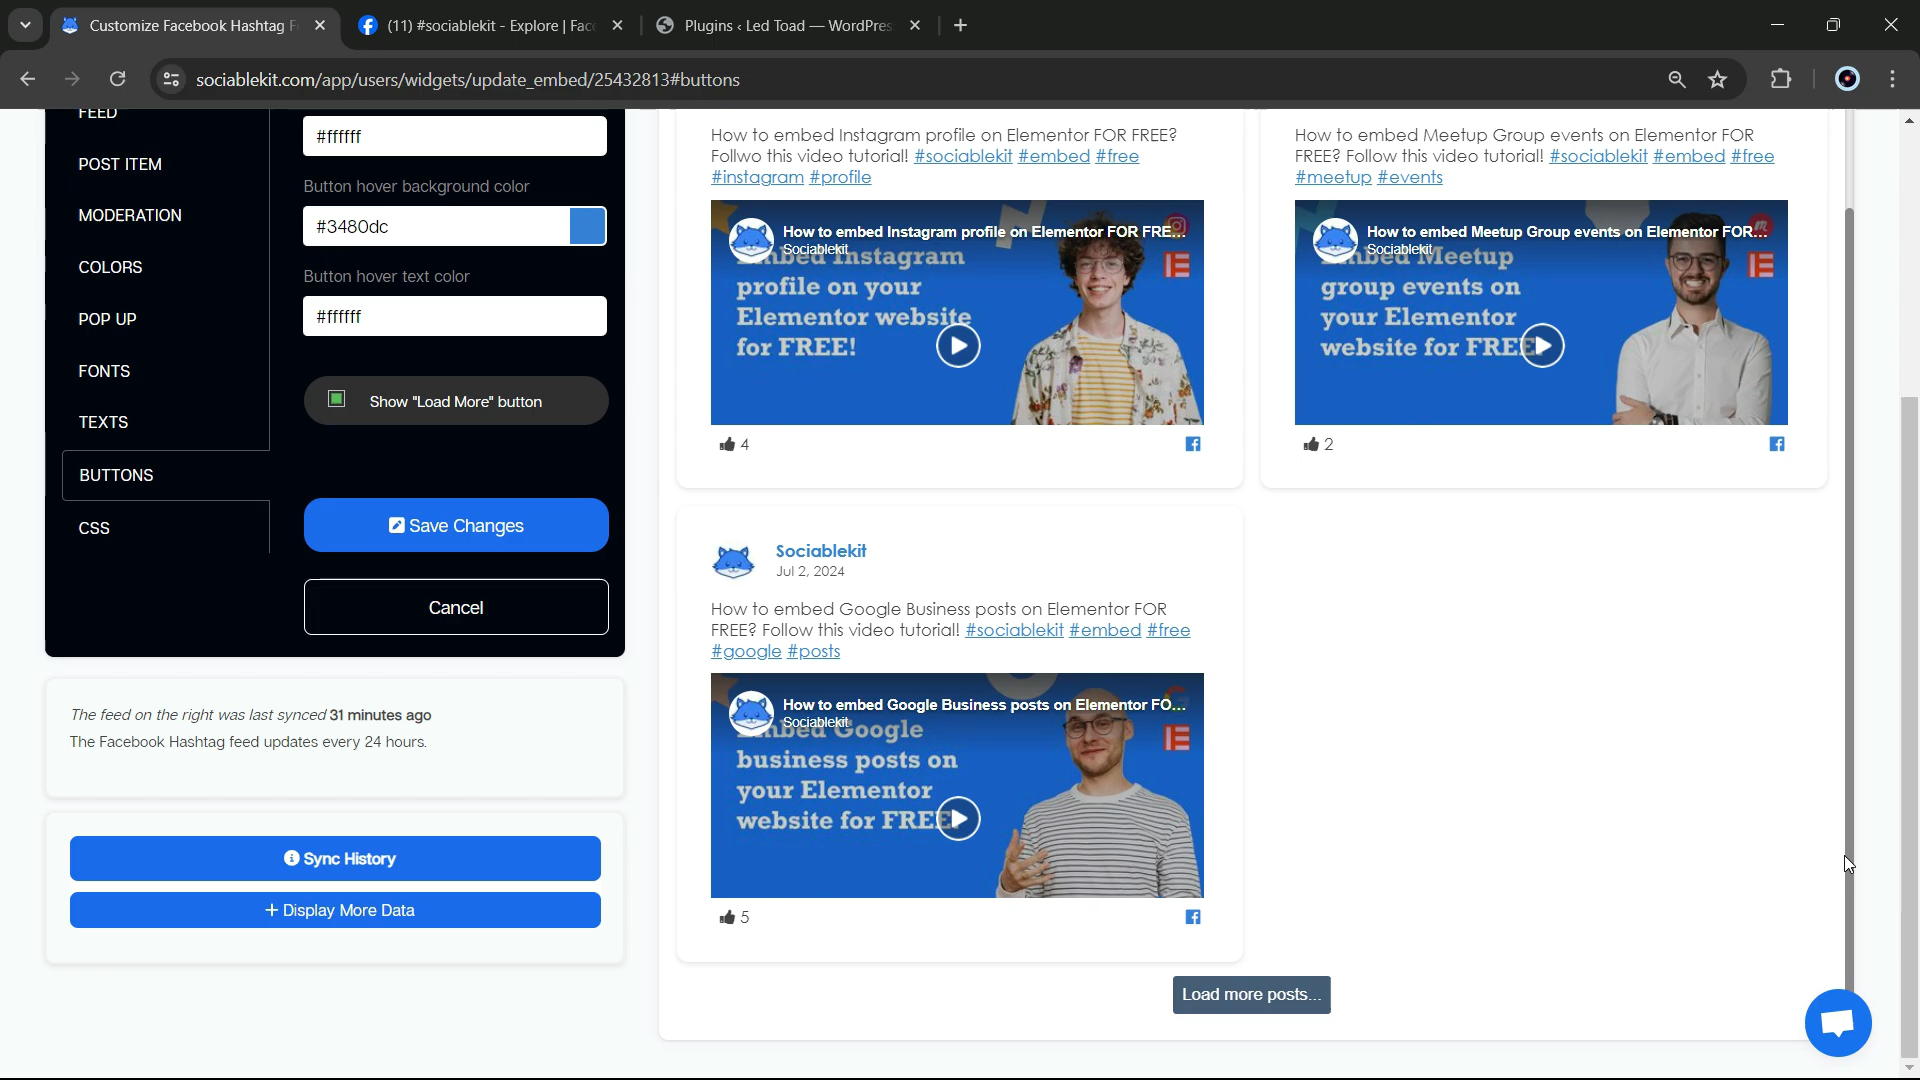 Customize Facebook Hashtag F
(11) #sociablekit - Explore | Fac
Plugins ‹ Led Toad — WordPres
sociablekit.com/app/users/widgets/update_embed/25432813#buttons
FEED
POST ITEM
MODERATION
COLORS
POP UP
FONTS
TEXTS
BUTTONS
CSS
#ffffff
Button hover background color
#3480dc
Button hover text color
#ffffff
Show "Load More" button
Save Changes
Cancel
The feed on the right was last synced 31 minutes ago
The Facebook Hashtag feed updates every 24 hours.
Sync History
+ Display More Data
How to embed Instagram profile on Elementor FOR FREE?
Follwo this video tutorial! #sociablekit #embed #free
#instagram #profile
How to embed Instagram profile on Elementor FOR FRE...
Sociablekit
Embed Instagram
profile on your
Elementor website
for FREE!
4
How to embed Meetup Group events on Elementor FOR
FREE? Follow this video tutorial! #sociablekit #embed #free
#meetup #events
How to embed Meetup Group events on Elementor FOR...
Sociablekit
Embed Meetup
group events on
your Elementor
website for FREE
2
Sociablekit
Jul 2, 2024
How to embed Google Business posts on Elementor FOR
FREE? Follow this video tutorial! #sociablekit #embed #free
#google #posts
How to embed Google Business posts on Elementor FO...
Sociablekit
Embed Google
business posts on
your Elementor
website for FREE
5
Load more posts...